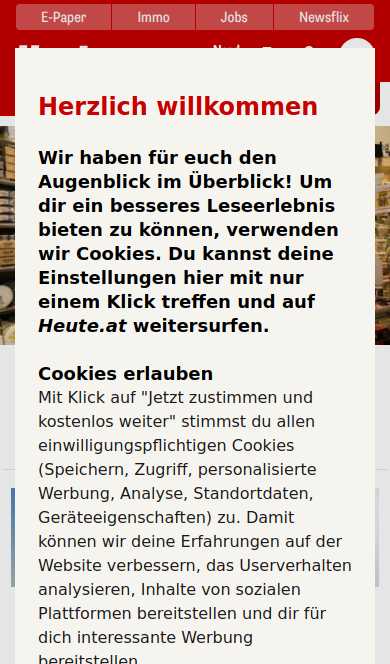 E-Paper Immo Jobs Newsflix
Herzlich willkommen
Wir haben für euch den
Augenblick im Überblick! Um
dir ein besseres Leseerlebnis
bieten zu können, verwenden
wir Cookies. Du kannst deine
Einstellungen hier mit nur
einem Klick treffen und auf
Heute.at weitersurfen.
Cookies erlauben
Mit Klick auf "Jetzt zustimmen und
kostenlos weiter" stimmst du allen
einwilligungspflichtigen Cookies
(Speichern, Zugriff, personalisierte
Werbung, Analyse, Standortdaten,
Geräteeigenschaften) zu. Damit
können wir deine Erfahrungen auf der
Website verbessern, das Userverhalten
analysieren, Inhalte von sozialen
Plattformen bereitstellen und dir für
dich interessante Werbung
bereitstellen